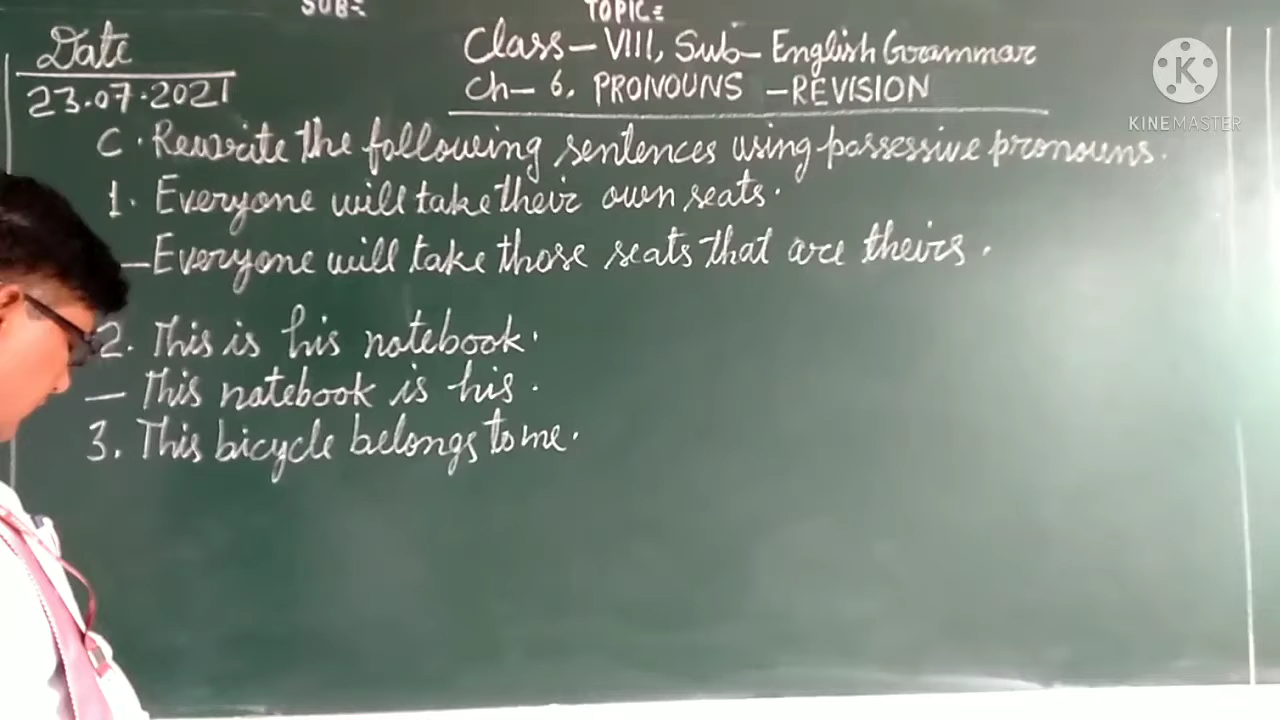 SUB:
TOPIC:
Date
23.07.2021
Class- VIII, Sub- English Grammar
Ch- 6. PRONOUNS - REVISION
KINEMASTER
C. Rewrite the following sentences using possessive pronouns.
1. Everyone will take their own seats.
- Everyone will take those seats that are theirs.
2. This is his notebook.
- This notebook is his.
3. This bicycle belongs to me.